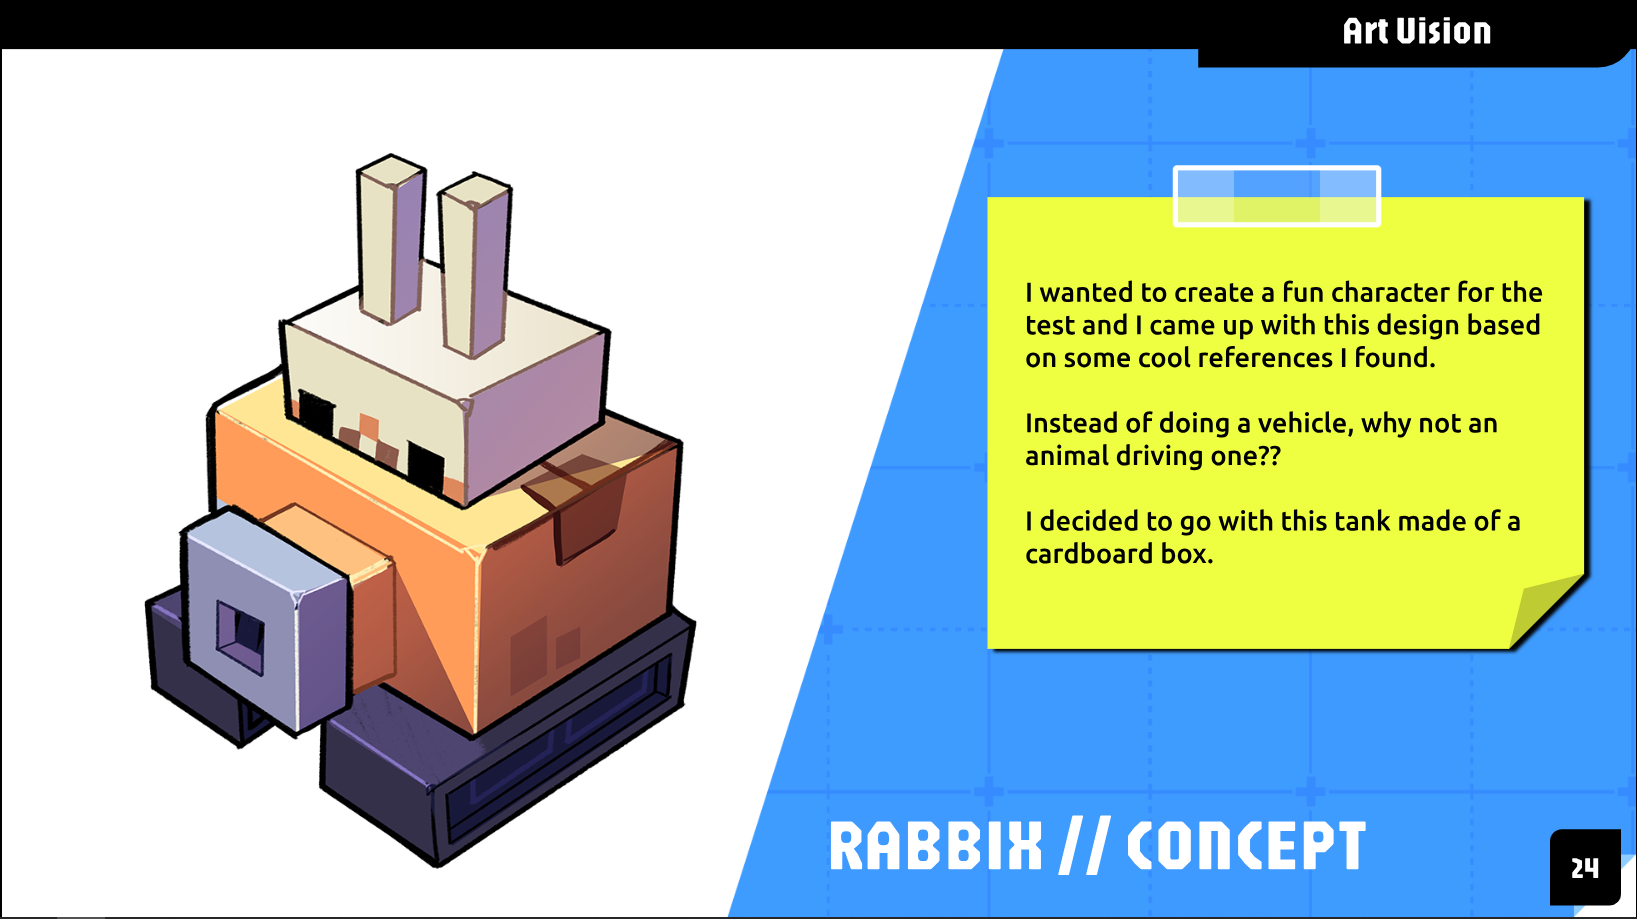 Art Vision
I wanted to create a fun character for the
test and I came up with this design based
on some cool references I found.
Instead of doing a vehicle, why not an
animal driving one??
I decided to go with this tank made of a
cardboard box.
RABBIX // CONCEPT
24